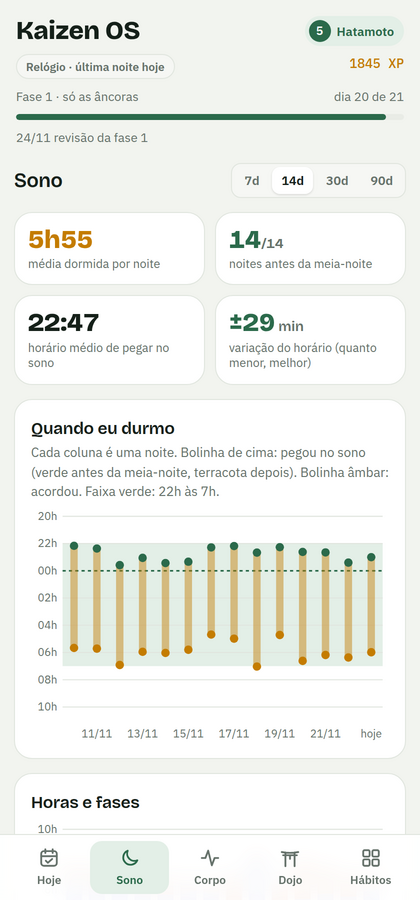 Kaizen OS
5 Hatamoto
Relógio · última noite hoje
1845 XP
Fase 1 · só as âncoras
dia 20 de 21
24/11 revisão da fase 1
Sono
7d 14d 30d 90d
5h55
média dormida por noite
14/14
noites antes da meia-noite
22:47
horário médio de pegar no
sono
±29 min
variação do horário (quanto
menor, melhor)
Quando eu durmo
Cada coluna é uma noite. Bolinha de cima: pegou no sono
(verde antes da meia-noite, terracota depois). Bolinha âmbar:
acordou. Faixa verde: 22h às 7h.
20h
22h
00h
02h
04h
06h
08h
10h
11/11 13/11 15/11 17/11 19/11 21/11 hoje
Horas e fases
10h
Hoje Sono Corpo Dojo Hábitos